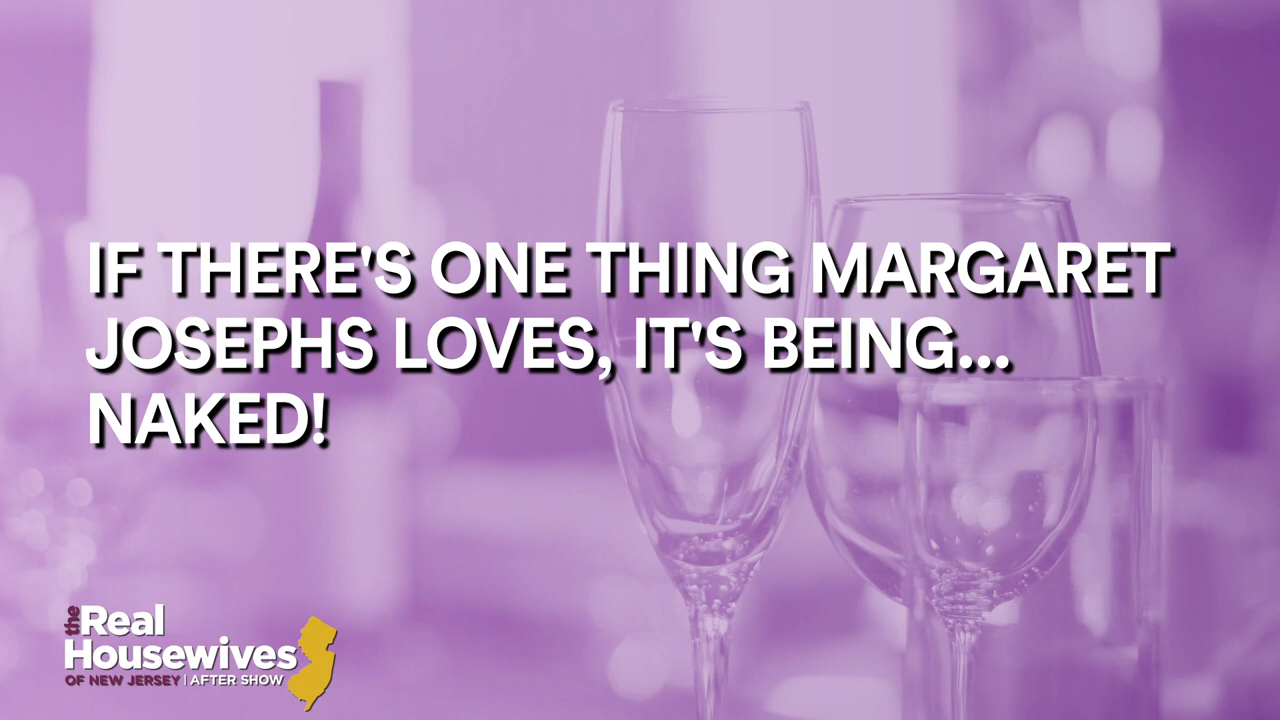 IF THERE'S ONE THING MARGARET
JOSEPHS LOVES, IT'S BEING...
NAKED!
the Real
Housewives
OF NEW JERSEY | AFTER SHOW